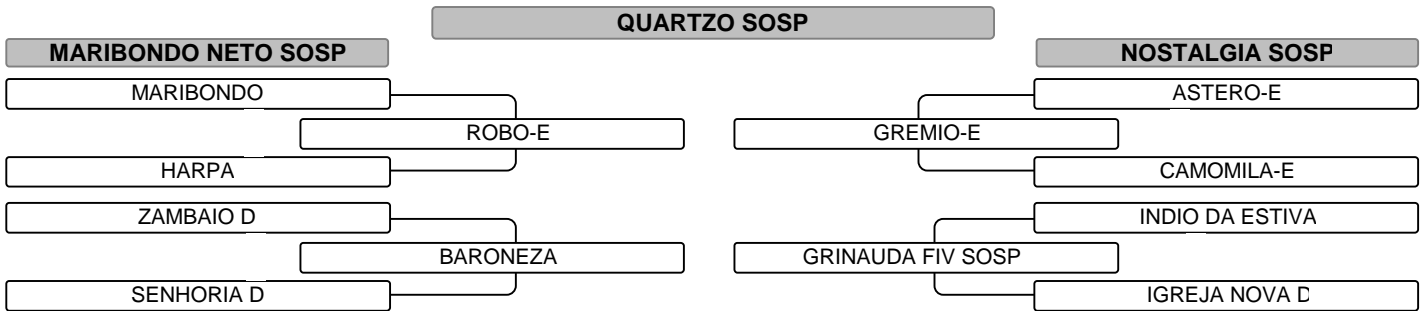 QUARTZO SOSP
MARIBONDO NETO SOSP
NOSTALGIA SOSP
MARIBONDO
ASTERO-E
ROBO-E
GREMIO-E
HARPA
CAMOMILA-E
ZAMBAIO D
INDIO DA ESTIVA
BARONEZA
GRINAUDA FIV SOSP
SENHORIA D
IGREJA NOVA D